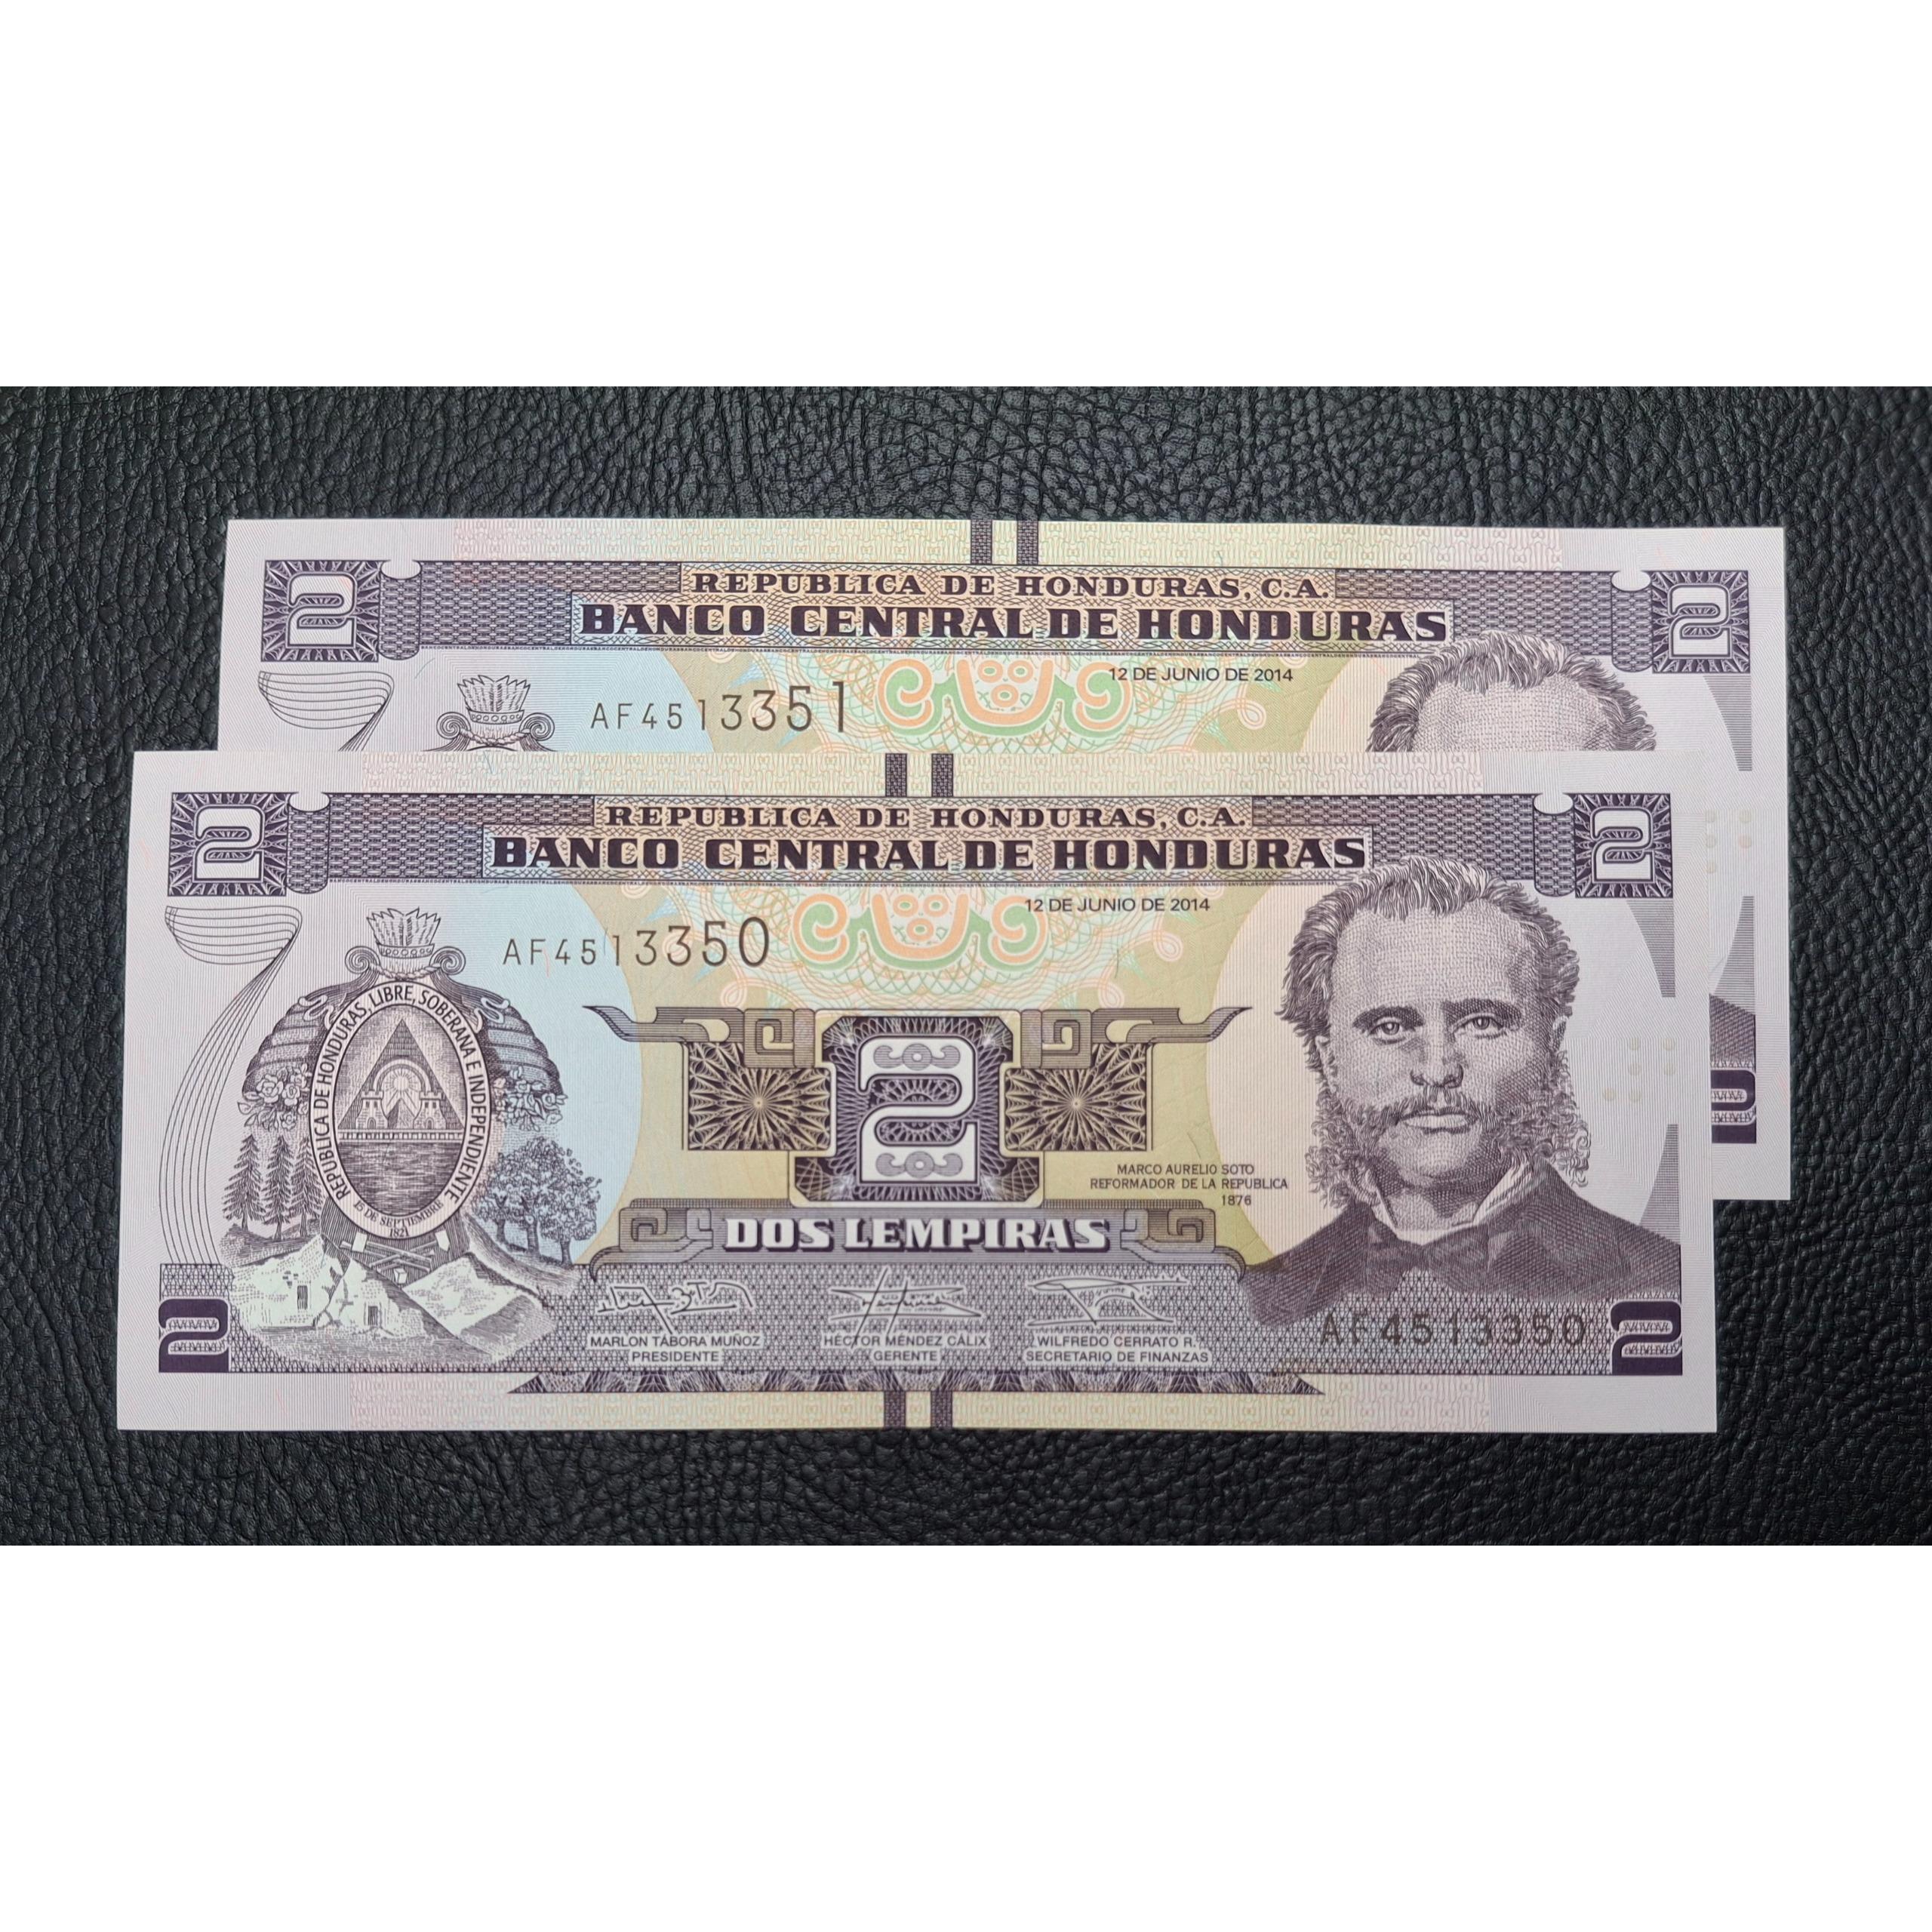 2
2
REPUBLICA DE HONDURAS, C.A.
BANCO CENTRAL DE HONDURAS
12 DE JUNIO DE 2014
AF4513351
2
2
2
REPUBLICA DE HONDURAS, C.A.
BANCO CENTRAL DE HONDURAS
12 DE JUNIO DE 2014
AF4513350
REPUBLICA DE HONDURAS, LIBRE, SOBERANA E INDEPENDIENTE
15 DE SEPTIEMBRE
1821
2
MARCO AURELIO SOTO
REFORMADOR DE LA REPUBLICA
1876
DOS LEMPIRAS
MARLON TÁBORA MUÑOZ
PRESIDENTE
HÉCTOR MÉNDEZ CÁLIX
GERENTE
WILFREDO CERRATO R.
SECRETARIO DE FINANZAS
AF4513350
2
2